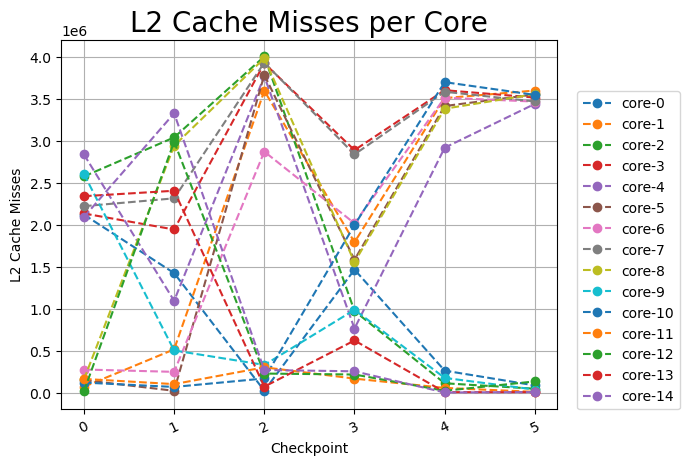 L2 Cache Misses per Core
1e6
4.0
3.5
3.0
2.5
2.0
1.5
1.0
0.5
0.0
L2 Cache Misses
0 1 2 3 4 5
Checkpoint
core-0
core-1
core-2
core-3
core-4
core-5
core-6
core-7
core-8
core-9
core-10
core-11
core-12
core-13
core-14